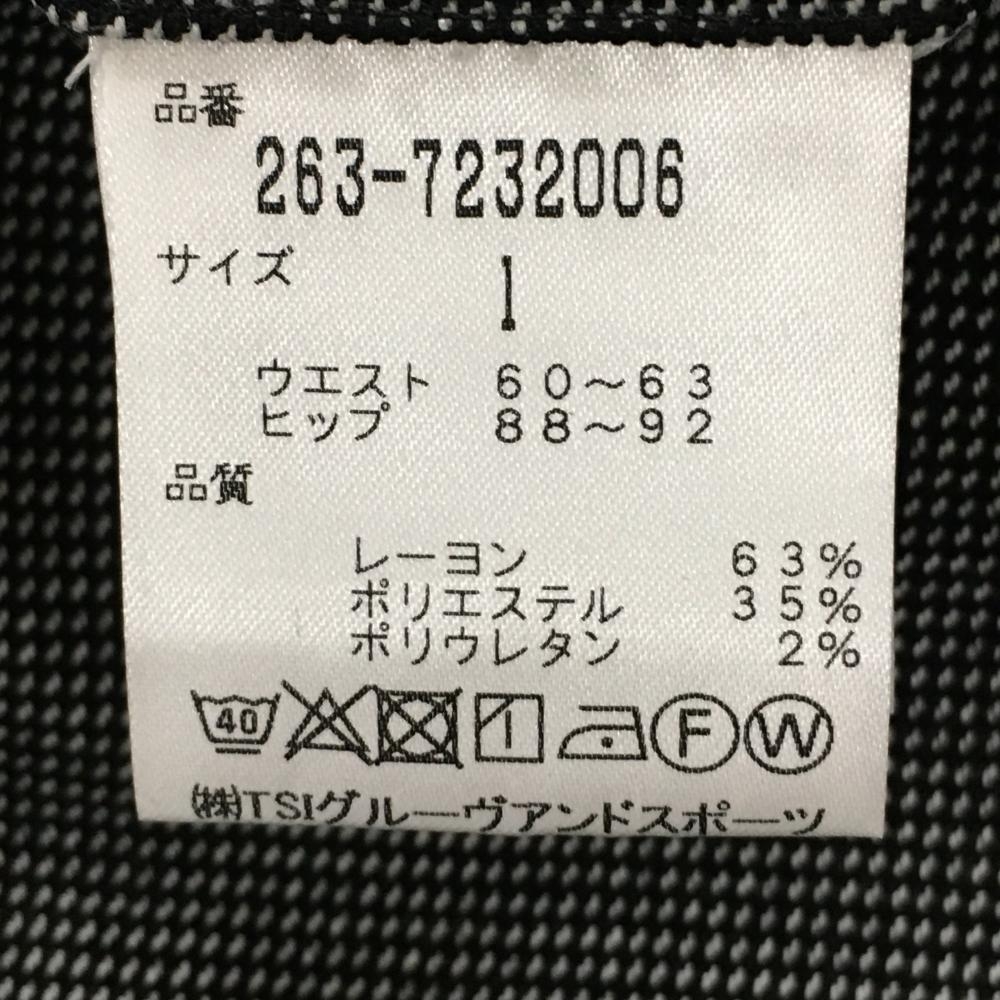 品番
263-7232006
サイズ 1
ウエスト 60～63
ヒップ 88～92
品質
レーヨン 63%
ポリエステル 35%
ポリウレタン 2%
40 F W
㈱TSIグルーヴアンドスポーツ